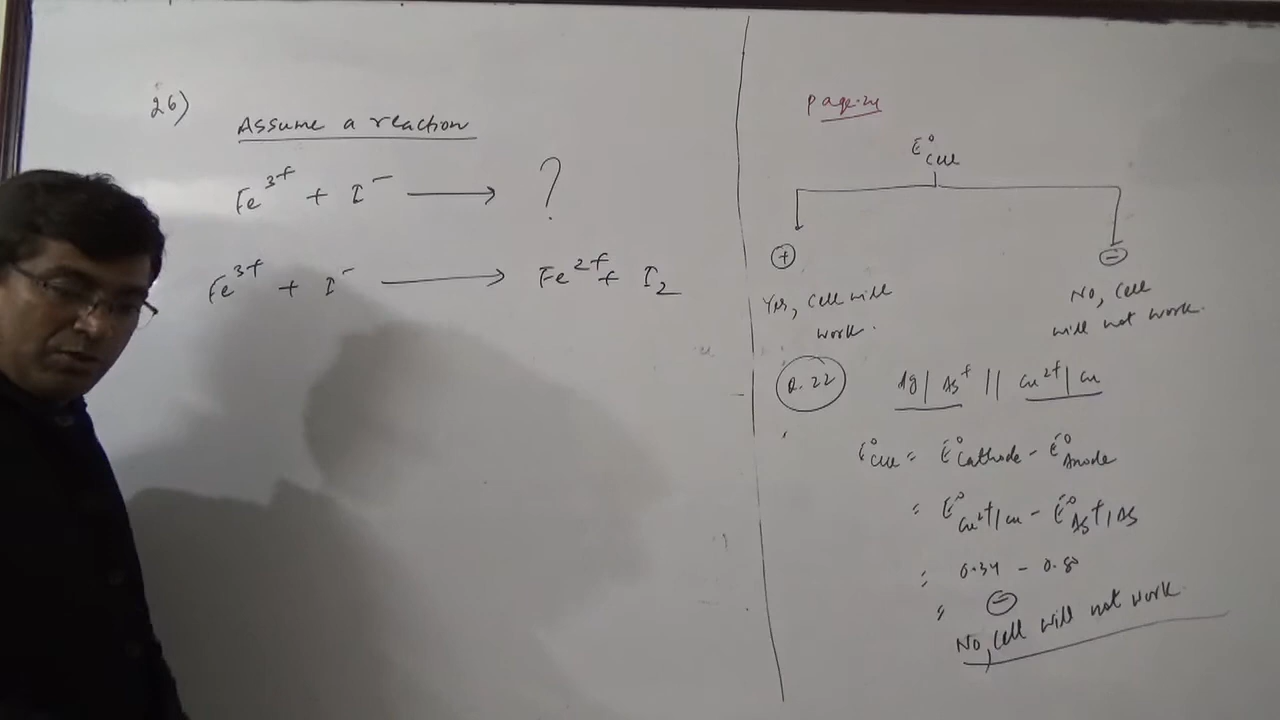 26)
Assume a reaction
Fe³⁺ + I⁻ ⟶ ?
Fe³⁺ + I⁻ ⟶ Fe²⁺ + I₂
Page-24
E°cell
⊕
Yes, Cell will
work.
⊖
No, Cell
will not work.
Q.22
Ag | Ag⁺ || Cu²⁺ | Cu
E°cell = E°Cathode - E°Anode
= E°Cu²⁺/Cu - E°Ag⁺/Ag
= 0.34 - 0.80
= ⊖
No, Cell will not work